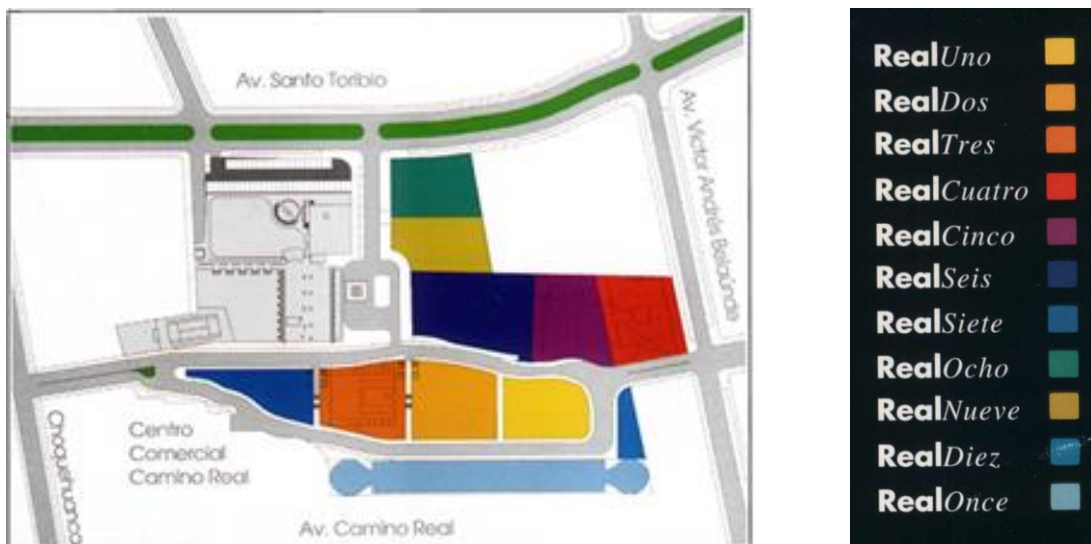 Av. Santo Toribio
Av. Víctor Andrés Belaúnde
Centro
Comercial
Camino Real
Choquehuanca
Av. Camino Real
RealUno
RealDos
RealTres
RealCuatro
RealCinco
RealSeis
RealSiete
RealOcho
RealNueve
RealDiez
RealOnce